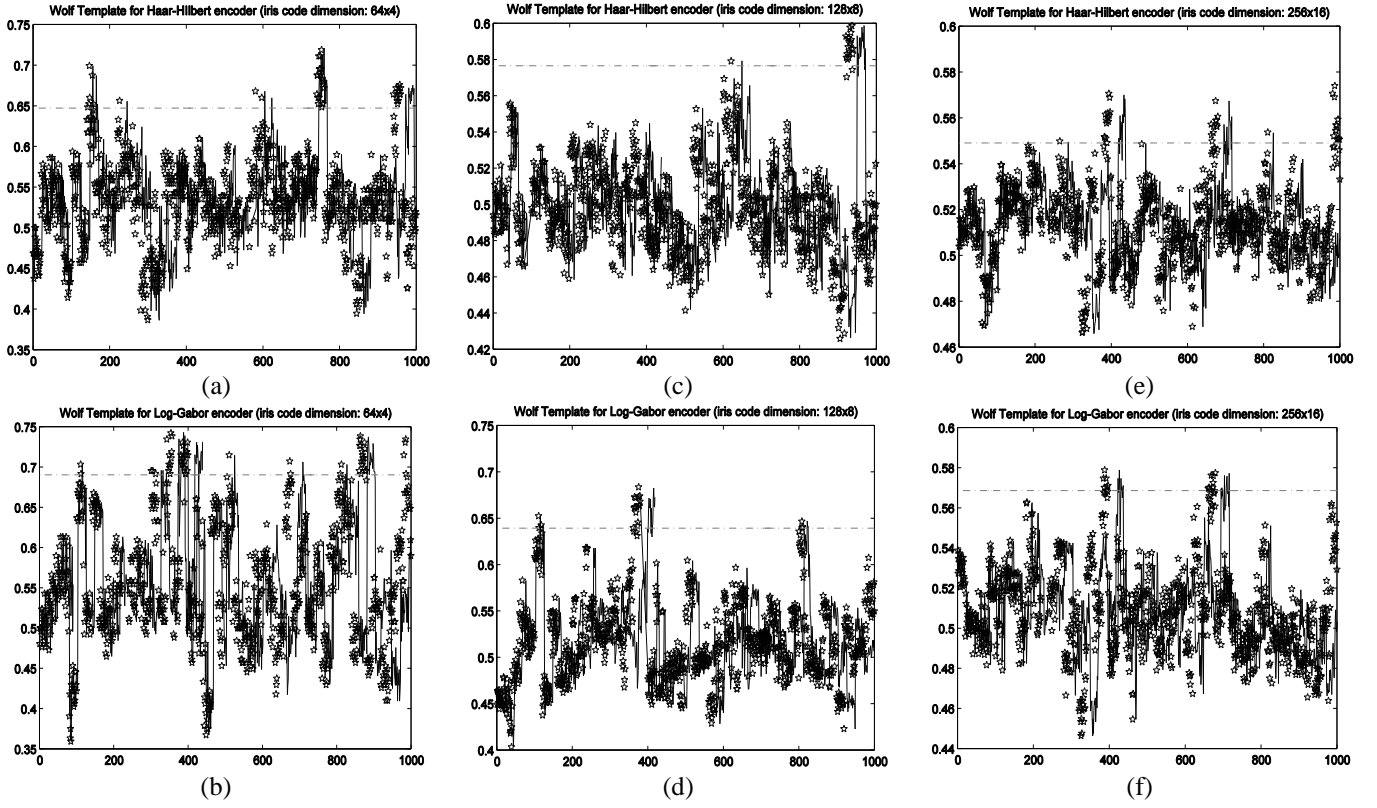 Wolf Template for Haar-Hilbert encoder (iris code dimension: 64x4)
0.75
0.7
0.65
0.6
0.55
0.5
0.45
0.4
0.35
0 200 400 600 800 1000
(a)
Wolf Template for Haar-Hilbert encoder (iris code dimension: 128x8)
0.6
0.58
0.56
0.54
0.52
0.5
0.48
0.46
0.44
0.42
0 200 400 600 800 1000
(c)
Wolf Template for Haar-Hilbert encoder (iris code dimension: 256x16)
0.6
0.58
0.56
0.54
0.52
0.5
0.48
0.46
0 200 400 600 800 1000
(e)
Wolf Template for Log-Gabor encoder (iris code dimension: 64x4)
0.75
0.7
0.65
0.6
0.55
0.5
0.45
0.4
0.35
0 200 400 600 800 1000
(b)
Wolf Template for Log-Gabor encoder (iris code dimension: 128x8)
0.75
0.7
0.65
0.6
0.55
0.5
0.45
0.4
0 200 400 600 800 1000
(d)
Wolf Template for Log-Gabor encoder (iris code dimension: 256x16)
0.6
0.58
0.56
0.54
0.52
0.5
0.48
0.46
0.44
0 200 400 600 800 1000
(f)